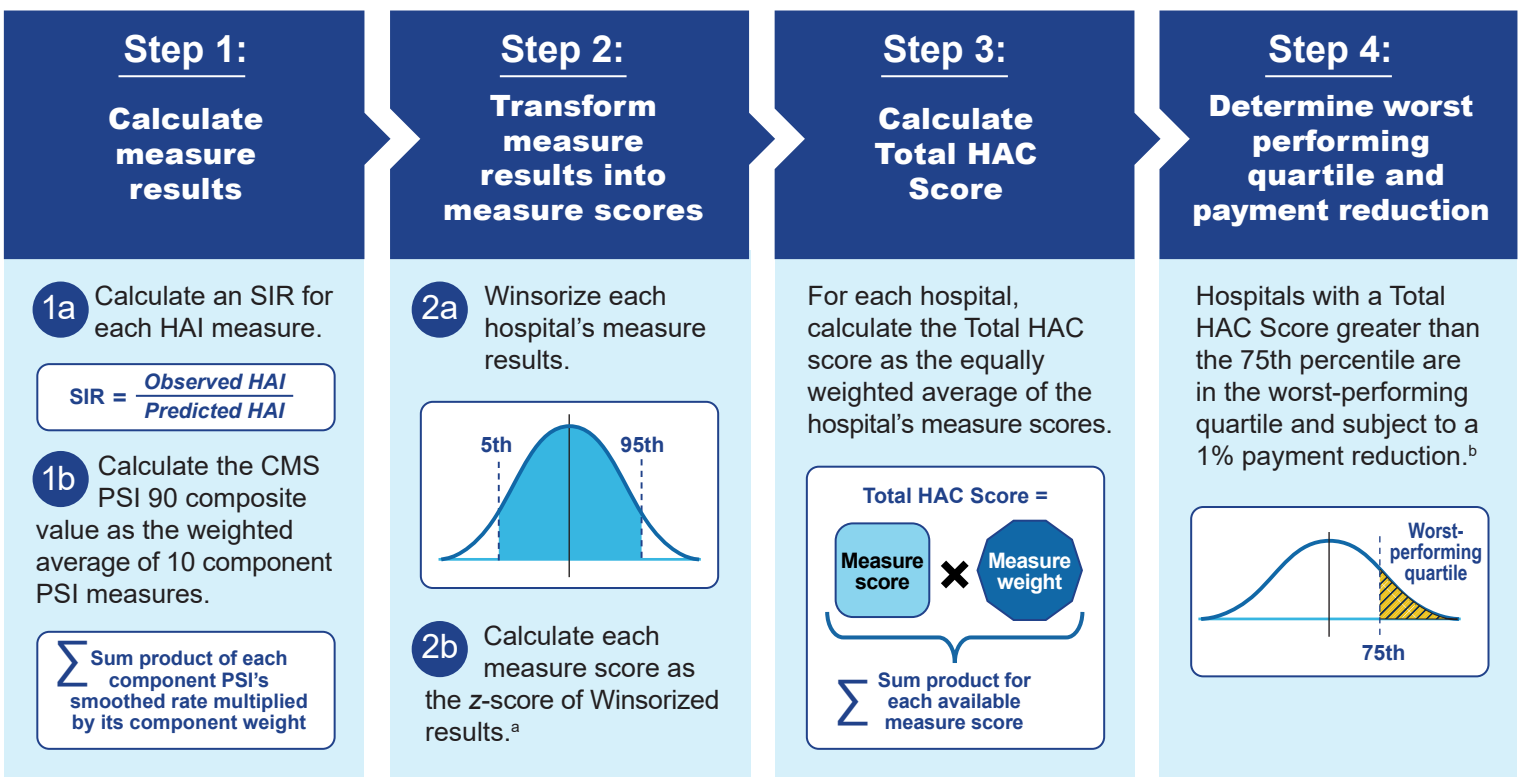 Step 1:
Calculate
measure
results
1a Calculate an SIR for
each HAI measure.
SIR = Observed HAI
Predicted HAI
1b Calculate the CMS
PSI 90 composite
value as the weighted
average of 10 component
PSI measures.
∑ Sum product of each
component PSI's
smoothed rate multiplied
by its component weight
Step 2:
Transform
measure
results into
measure scores
2a Winsorize each
hospital's measure
results.
5th 95th
2b Calculate each
measure score as
the z-score of Winsorized
results.a
Step 3:
Calculate
Total HAC
Score
For each hospital,
calculate the Total HAC
score as the equally
weighted average of the
hospital's measure scores.
Total HAC Score =
Measure
score
×
Measure
weight
∑ Sum product for
each available
measure score
Step 4:
Determine worst
performing
quartile and
payment reduction
Hospitals with a Total
HAC Score greater than
the 75th percentile are
in the worst-performing
quartile and subject to a
1% payment reduction.b
Worst-
performing
quartile
75th